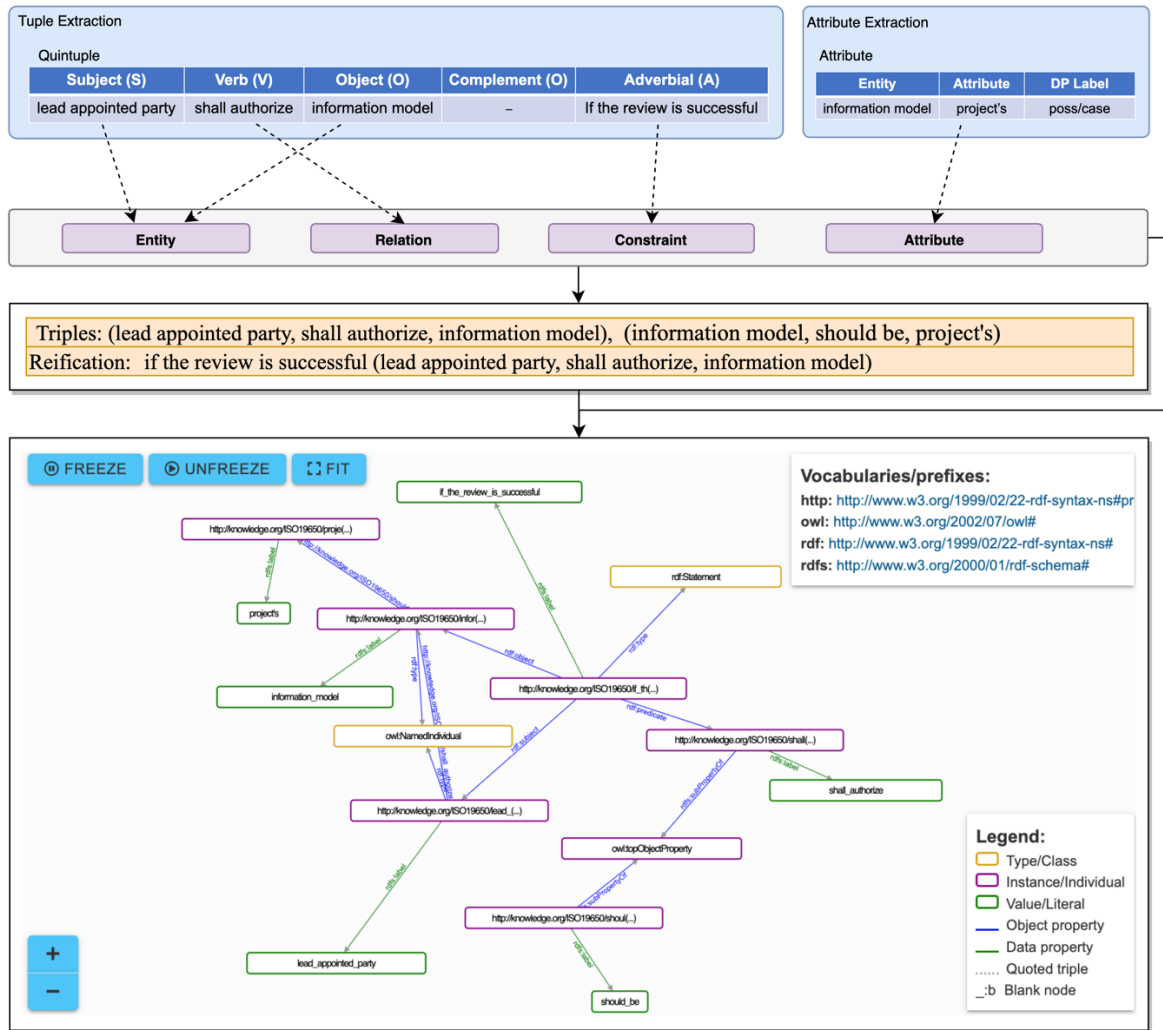 Tuple Extraction
Quintuple
Subject (S) Verb (V) Object (O) Complement (O) Adverbial (A)
lead appointed party shall authorize information model – If the review is successful
Attribute Extraction
Attribute
Entity Attribute DP Label
information model project's poss/case
Entity Relation Constraint Attribute
Triples: (lead appointed party, shall authorize, information model), (information model, should be, project's)
Reification: if the review is successful (lead appointed party, shall authorize, information model)
FREEZE UNFREEZE FIT
Vocabularies/prefixes:
http: http://www.w3.org/1999/02/22-rdf-syntax-ns#pr
owl: http://www.w3.org/2002/07/owl#
rdf: http://www.w3.org/1999/02/22-rdf-syntax-ns#
rdfs: http://www.w3.org/2000/01/rdf-schema#
if_the_review_is_successful
http://knowledge.org/ISO19650/proje(...)
rdfs:label
project's
rdf:Statement
rdfs:label
rdf:type
http://knowledge.org/ISO19650/infor(...)
rdfs:label
rdf:type
rdf:object
information_model
http://knowledge.org/ISO19650/if_th(...)
rdf:predicate
rdf:subject
owl:NamedIndividual
http://knowledge.org/ISO19650/shall(...)
rdfs:label
rdfs:subPropertyOf
shall_authorize
http://knowledge.org/ISO19650/lead_(...)
rdfs:label
owl:topObjectProperty
http://knowledge.org/ISO19650/shoul(...)
rdfs:label
lead_appointed_party
should_be
Legend:
Type/Class
Instance/Individual
Value/Literal
Object property
Data property
Quoted triple
_:b Blank node
+
−